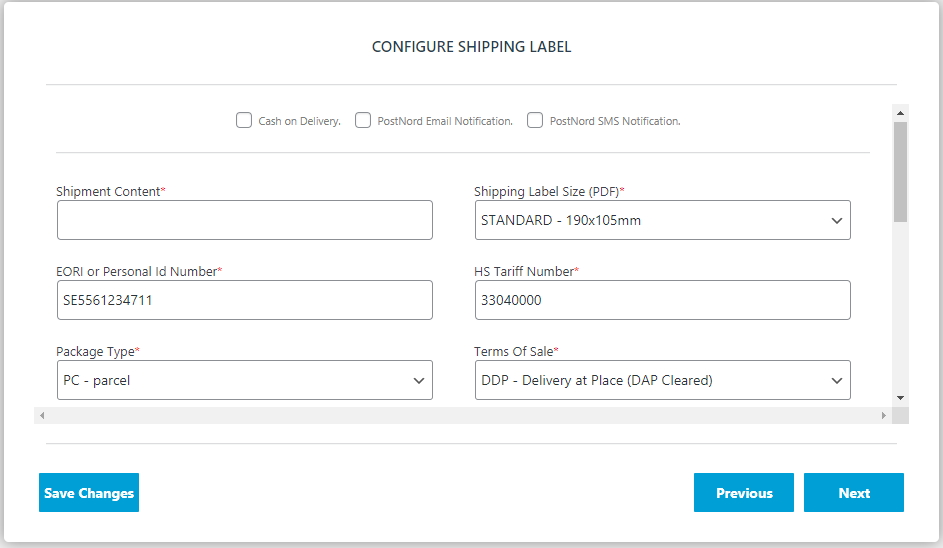 CONFIGURE SHIPPING LABEL
Cash on Delivery. PostNord Email Notification. PostNord SMS Notification.
Shipment Content* Shipping Label Size (PDF)*
STANDARD - 190x105mm
EORI or Personal Id Number* HS Tariff Number*
SE5561234711 33040000
Package Type* Terms Of Sale*
PC - parcel DDP - Delivery at Place (DAP Cleared)
Save Changes Previous Next